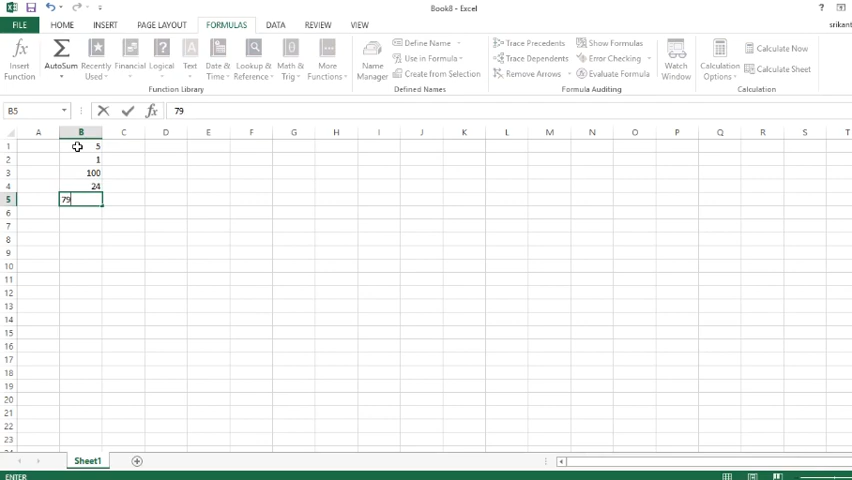 Book8 - Excel
?
FILE HOME INSERT PAGE LAYOUT FORMULAS DATA REVIEW VIEW srikant
fx Insert Function
Σ AutoSum
Recently Used
Financial
Logical
A Text
Date & Time
Lookup & Reference
Math & Trig
More Functions
Function Library
Name Manager
Define Name
Use in Formula
Create from Selection
Defined Names
Trace Precedents
Trace Dependents
Remove Arrows
Show Formulas
Error Checking
Evaluate Formula
Formula Auditing
Watch Window
Calculation Options
Calculate Now
Calculate Sheet
Calculation
B5 fx 79
A B C D E F G H I J K L M N O P Q R S T
1 5
2 1
3 100
4 24
5 79
6
7
8
9
10
11
12
13
14
15
16
17
18
19
20
21
22
23
Sheet1
ENTER